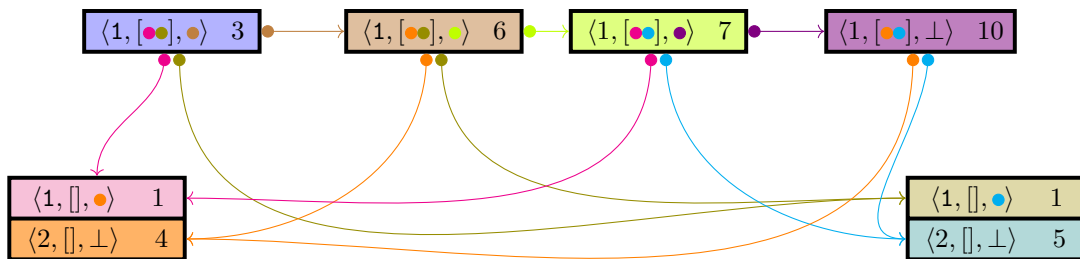 ⟨1, [●●], ●⟩ 3
⟨1, [●●], ●⟩ 6
⟨1, [●●], ●⟩ 7
⟨1, [●●], ⊥⟩ 10
⟨1, [], ●⟩ 1
⟨2, [], ⊥⟩ 4
⟨1, [], ●⟩ 1
⟨2, [], ⊥⟩ 5